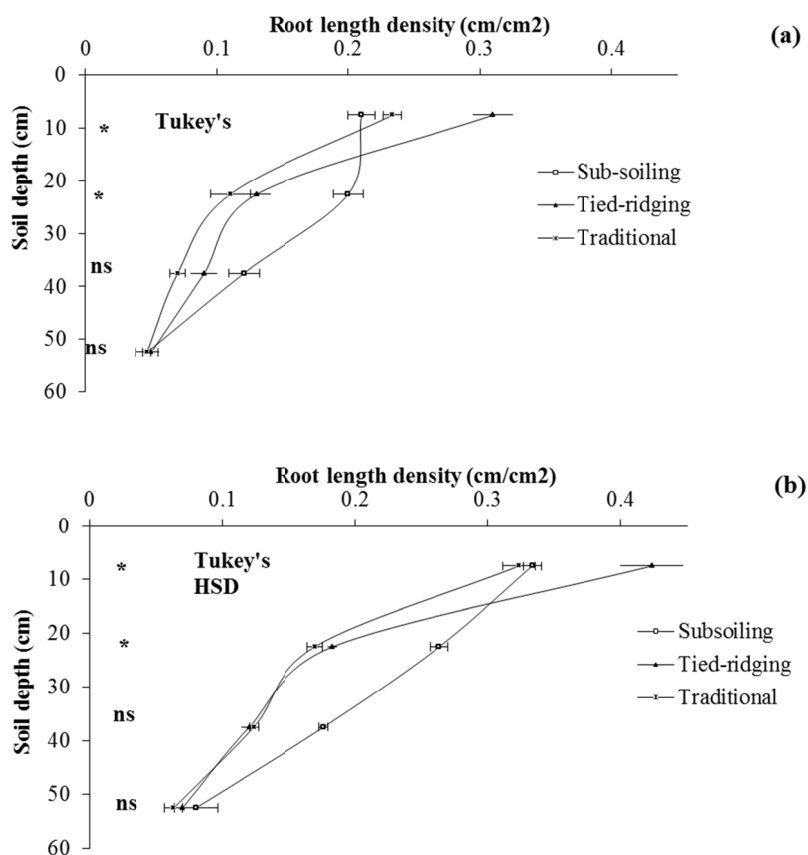 Root length density (cm/cm2)
(a)
0 0.1 0.2 0.3 0.4
0
10
20
30
40
50
60
Soil depth (cm)
Tukey's
*
*
ns
ns
Sub-soiling
Tied-ridging
Traditional
Root length density (cm/cm2)
(b)
0 0.1 0.2 0.3 0.4
0
10
20
30
40
50
60
Soil depth (cm)
Tukey's
HSD
*
*
ns
ns
Subsoiling
Tied-ridging
Traditional